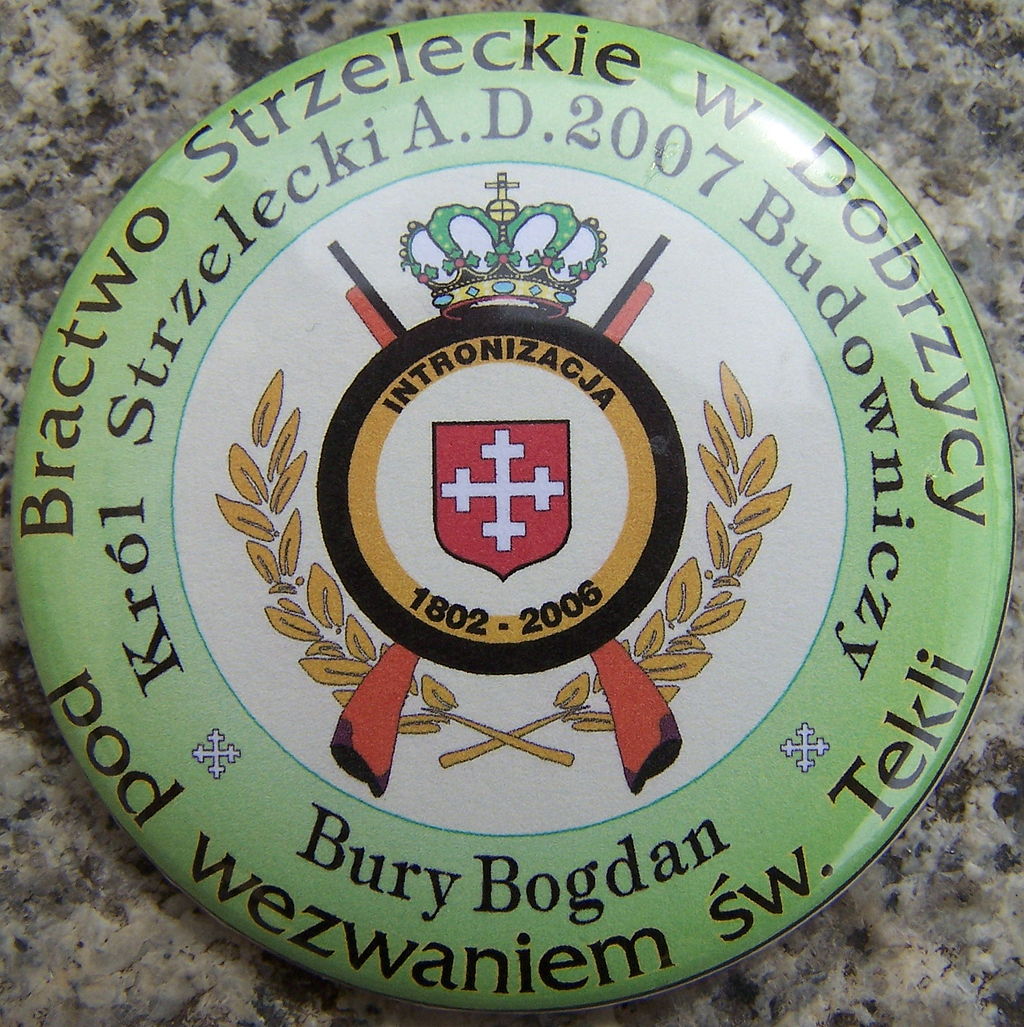 Bractwo Strzeleckie w Dobrzycy
pod wezwaniem św. Tekli
Król Strzelecki A.D.2007 Budowniczy
Bury Bogdan
INTRONIZACJA
1802 - 2006